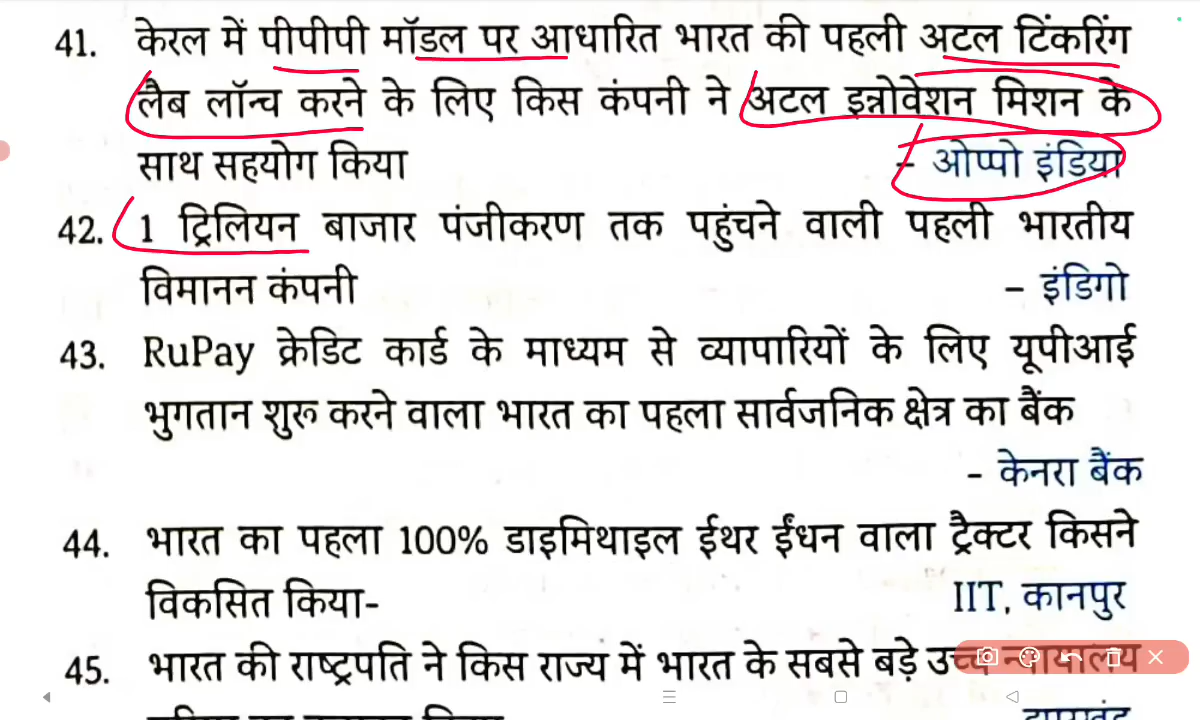 41. केरल में पीपीपी मॉडल पर आधारित भारत की पहली अटल टिंकरिंग
लैब लॉन्च करने के लिए किस कंपनी ने अटल इन्नोवेशन मिशन के
साथ सहयोग किया - ओप्पो इंडिया
42. 1 ट्रिलियन बाजार पंजीकरण तक पहुंचने वाली पहली भारतीय
विमानन कंपनी – इंडिगो
43. RuPay क्रेडिट कार्ड के माध्यम से व्यापारियों के लिए यूपीआई
भुगतान शुरू करने वाला भारत का पहला सार्वजनिक क्षेत्र का बैंक
- केनरा बैंक
44. भारत का पहला 100% डाइमिथाइल ईथर ईंधन वाला ट्रैक्टर किसने
विकसित किया- IIT, कानपुर
45. भारत की राष्ट्रपति ने किस राज्य में भारत के सबसे बड़े उच्च न्यायालय